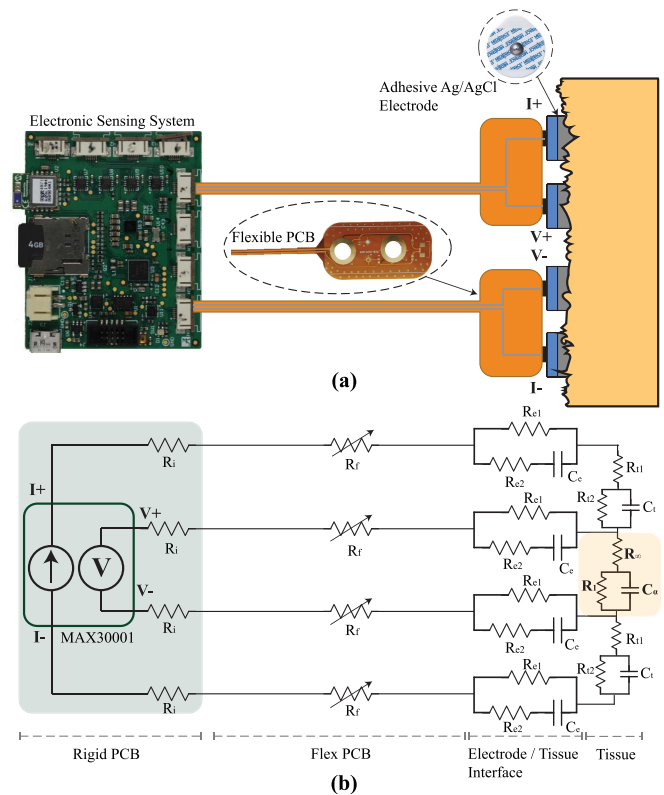 Adhesive Ag/AgCl
Electrode
I+
Electronic Sensing System
4GB
Flexible PCB
V+
V-
I-
(a)
Re1
Ri
Rf
Re2
Ce
Rt1
Rt2
Ct
I+
V+
Ri
Rf
Re1
Re2
Ce
R∞
V
V-
Ri
Rf
Re1
Re2
Ce
R1
Cα
I-
MAX30001
Rt1
Rt2
Ct
Ri
Rf
Re1
Re2
Ce
Rigid PCB
Flex PCB
Electrode / Tissue
Interface
Tissue
(b)